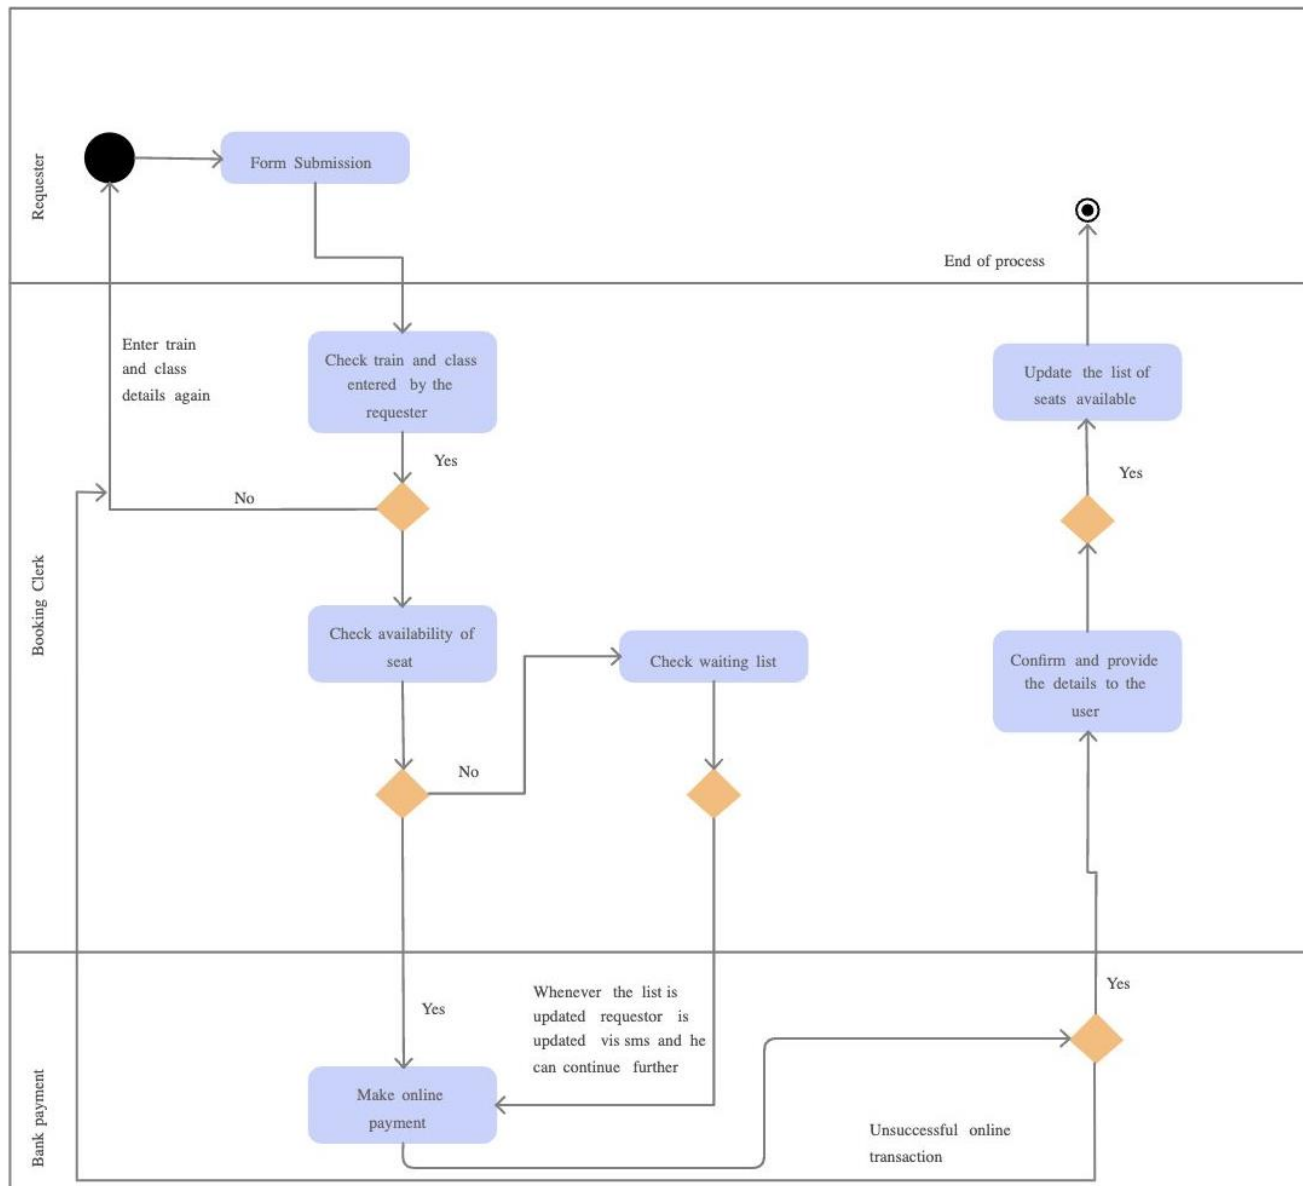 Requester
Form Submission
End of process
Booking Clerk
Enter train
and class
details again
Check train and class
entered by the
requester
Yes
No
Check availability of
seat
No
Check waiting list
Update the list of
seats available
Yes
Confirm and provide
the details to the
user
Bank payment
Yes
Whenever the list is
updated requestor is
updated vis sms and he
can continue further
Make online
payment
Yes
Unsuccessful online
transaction